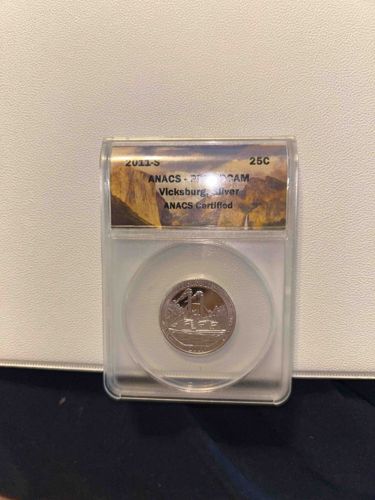 2011-S 25C
ANACS - DCAM
Vicksburg, Silver
ANACS Certified